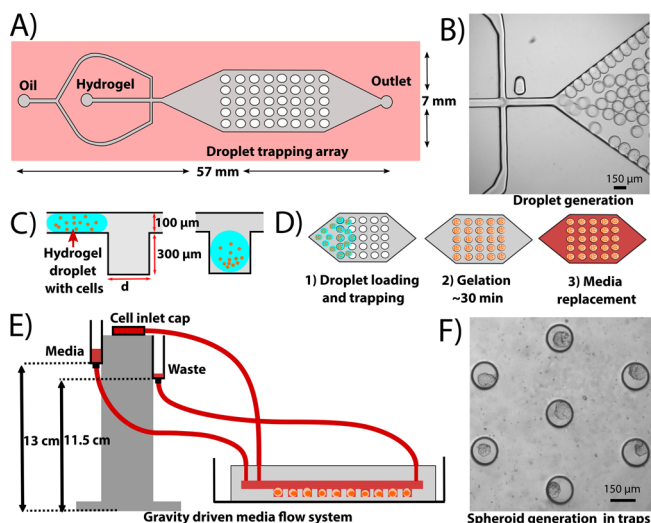 A)
Oil
Hydrogel
Outlet
7 mm
Droplet trapping array
57 mm
B)
150 μm
Droplet generation
C)
100 μm
300 μm
Hydrogel
droplet
with cells
d
D)
1) Droplet loading
and trapping
2) Gelation
~30 min
3) Media
replacement
E)
Cell inlet cap
Media
Waste
13 cm
11.5 cm
Gravity driven media flow system
F)
150 μm
Spheroid generation in traps